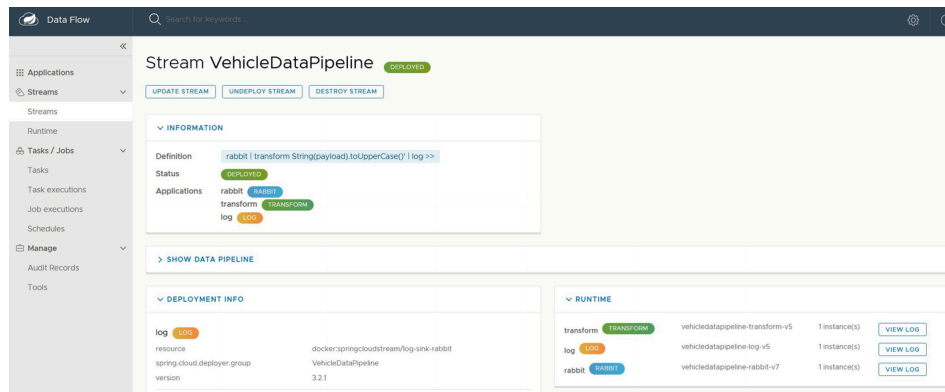 Data Flow
Search for keywords ...
Applications
Streams
Streams
Runtime
Tasks / Jobs
Tasks
Task executions
Job executions
Schedules
Manage
Audit Records
Tools
Stream VehicleDataPipeline DEPLOYED
UPDATE STREAM UNDEPLOY STREAM DESTROY STREAM
INFORMATION
Definition rabbit | transform String(payload).toUpperCase()' | log >>
Status DEPLOYED
Applications rabbit RABBIT
transform TRANSFORM
log LOG
SHOW DATA PIPELINE
DEPLOYMENT INFO
log LOG
resource docker:springcloudstream/log-sink-rabbit
spring.cloud.deployer.group VehicleDataPipeline
version 3.2.1
RUNTIME
transform TRANSFORM vehicledatapipeline-transform-v5 1 instance(s) VIEW LOG
log LOG vehicledatapipeline-log-v5 1 instance(s) VIEW LOG
rabbit RABBIT vehicledatapipeline-rabbit-v7 1 instance(s) VIEW LOG